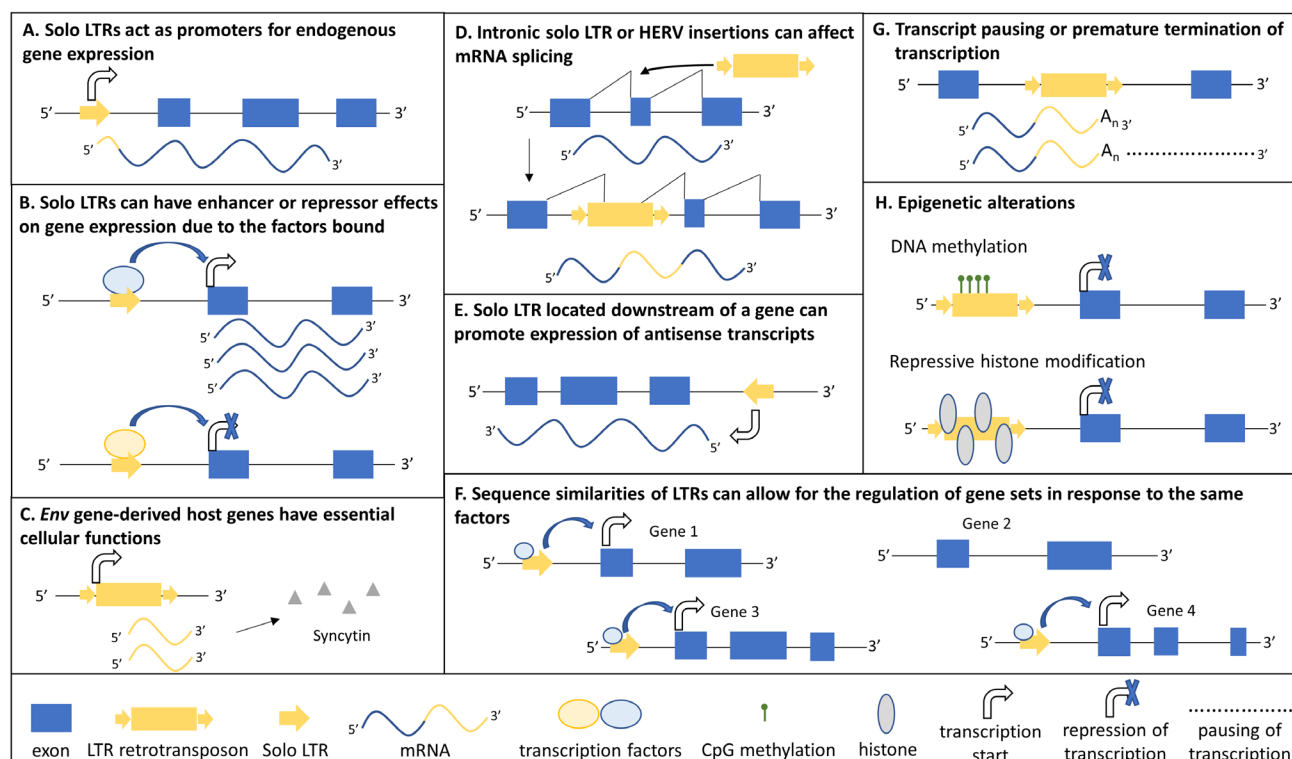 A. Solo LTRs act as promoters for endogenous
gene expression
5’
3’
5’
3’
B. Solo LTRs can have enhancer or repressor effects
on gene expression due to the factors bound
5’
3’
5’
3’
5’
3’
5’
3’
5’
3’
C. Env gene-derived host genes have essential
cellular functions
5’
3’
3’
5’
3’
5’
Syncytin
D. Intronic solo LTR or HERV insertions can affect
mRNA splicing
5’
3’
5’
3’
5’
3’
5’
3’
E. Solo LTR located downstream of a gene can
promote expression of antisense transcripts
5’
3’
3’
5’
F. Sequence similarities of LTRs can allow for the regulation of gene sets in response to the same
factors
Gene 1
5’
3’
Gene 2
5’
3’
Gene 3
5’
3’
Gene 4
5’
3’
G. Transcript pausing or premature termination of
transcription
5’
3’
5’
An 3’
5’
An
3’
H. Epigenetic alterations
DNA methylation
5’
3’
Repressive histone modification
5’
3’
exon
LTR retrotransposon
Solo LTR
5’
3’
mRNA
transcription factors
CpG methylation
histone
transcription
start
repression of
transcription
pausing of
transcription